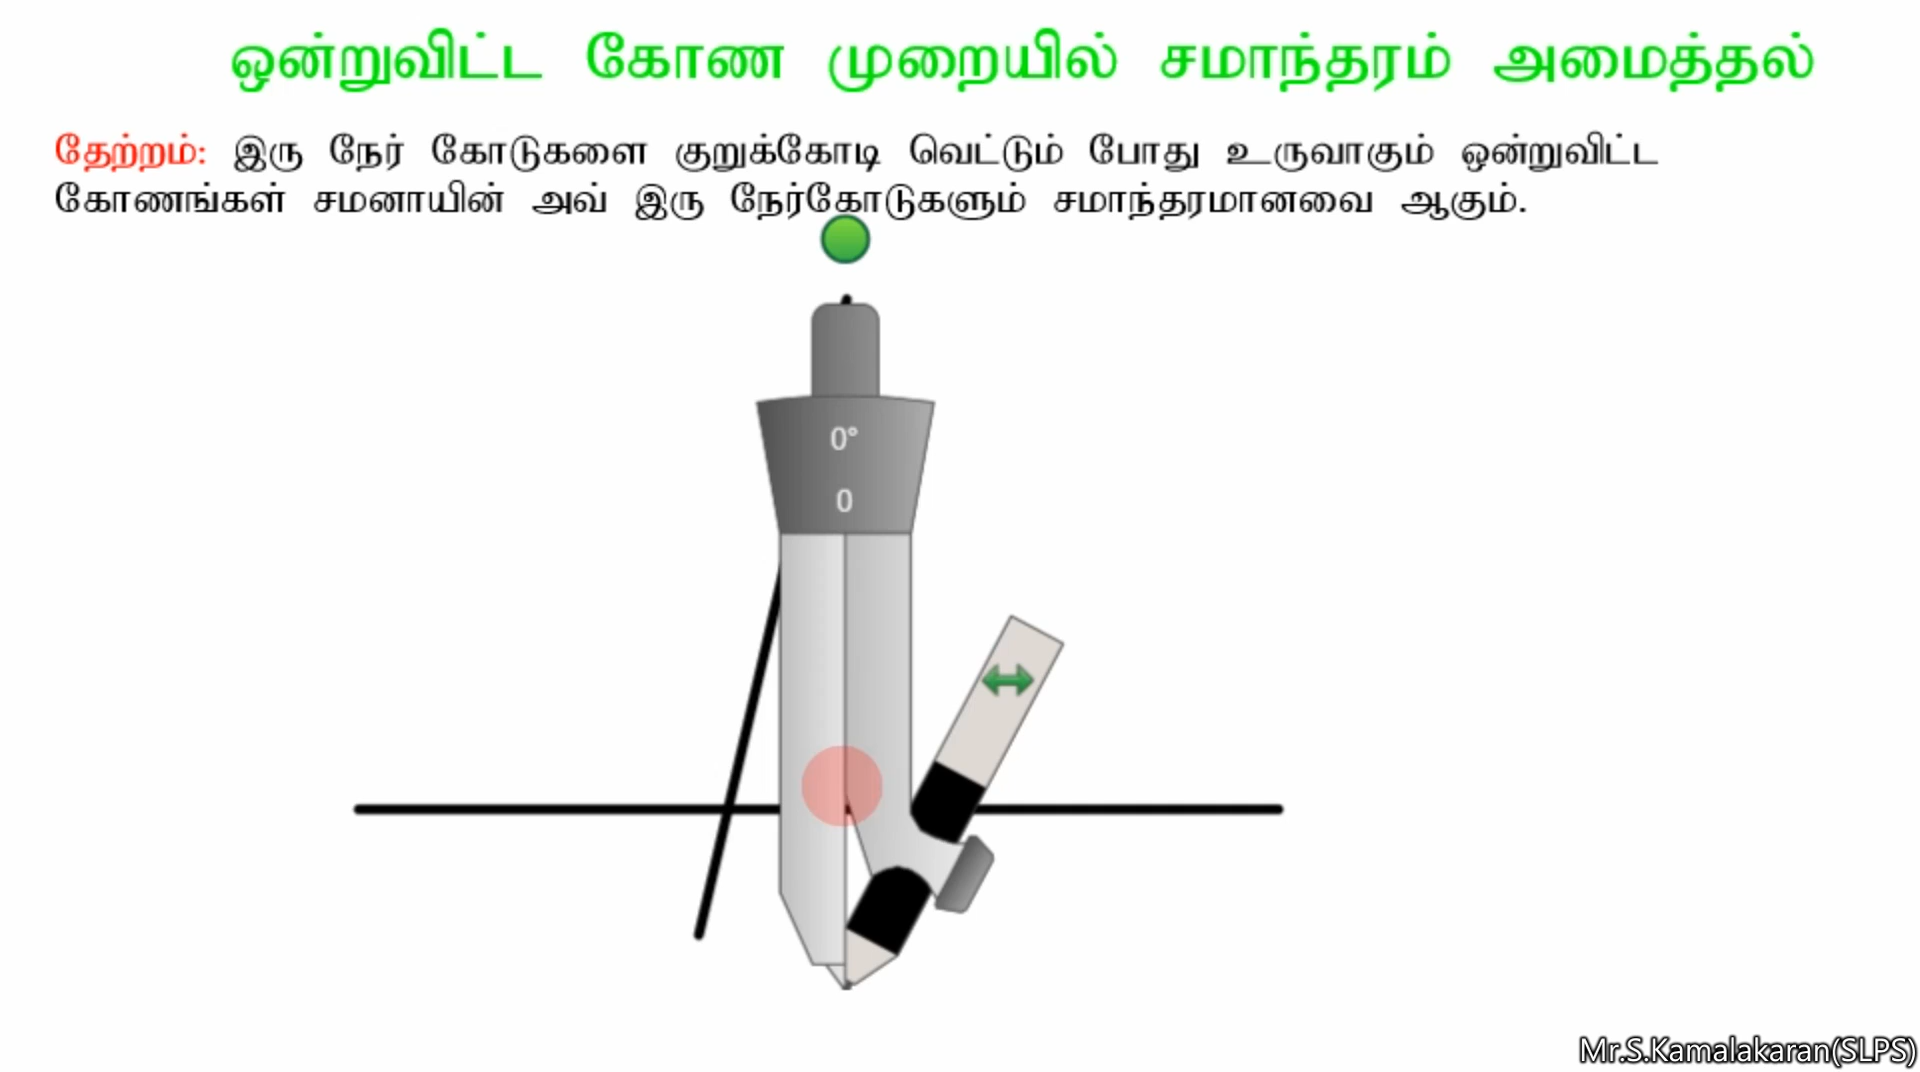 ஒன்றுவிட்ட கோண முறையில் சமாந்தரம் அமைத்தல்
தேற்றம்: இரு நேர் கோடுகளை குறுக்கோடி வெட்டும் போது உருவாகும் ஒன்றுவிட்ட
கோணங்கள் சமனாயின் அவ் இரு நேர்கோடுகளும் சமாந்தரமானவை ஆகும்.
0°
0
Mr.S.Kamalakaran(SLPS)